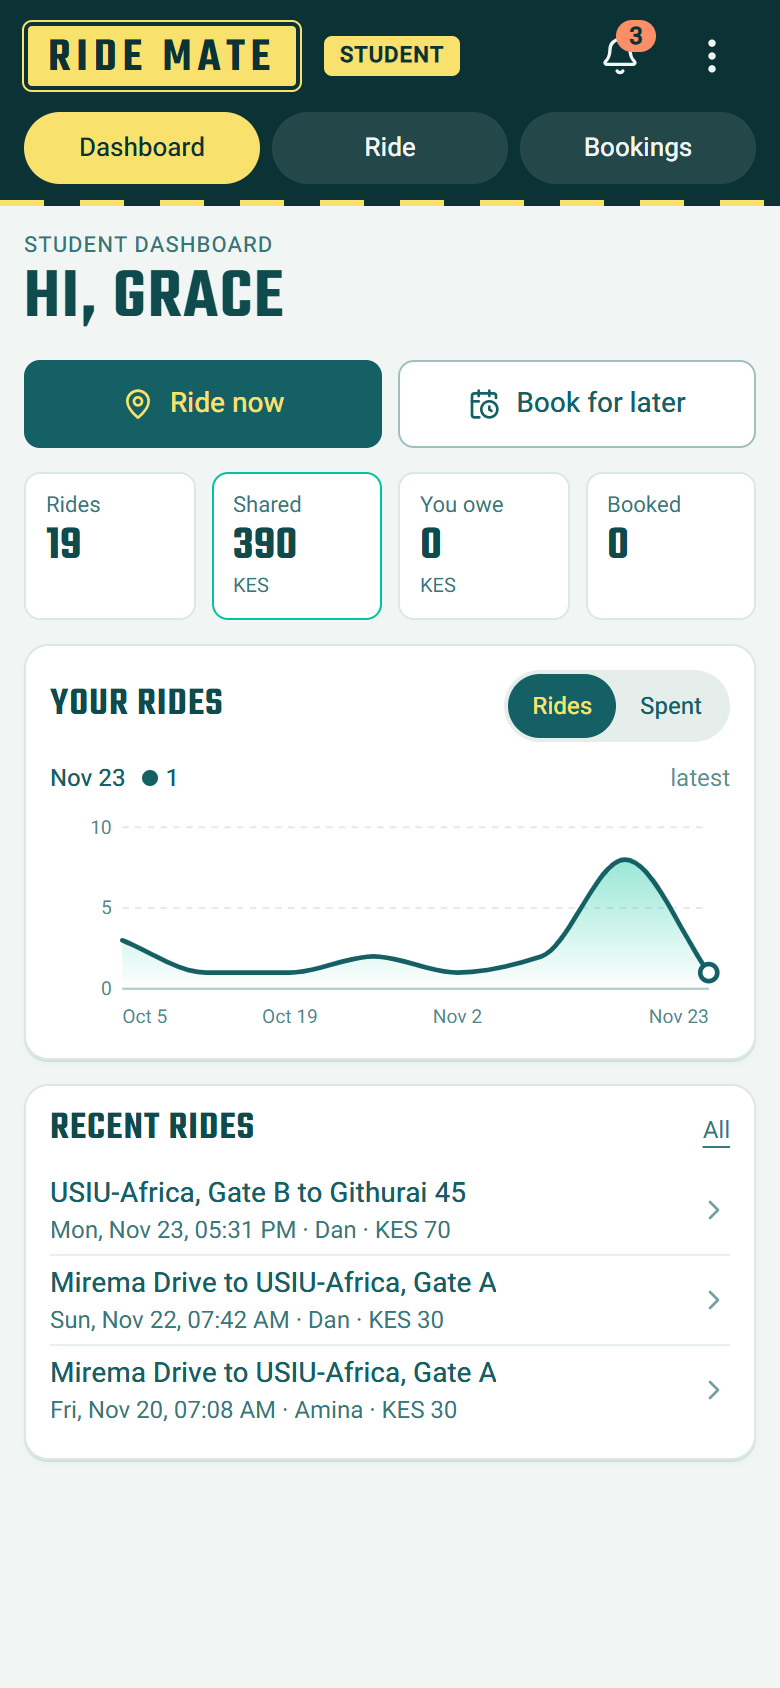 RIDE MATE
STUDENT
3
Dashboard
Ride
Bookings
STUDENT DASHBOARD
HI, GRACE
Ride now
Book for later
Rides
19
Shared
390
KES
You owe
0
KES
Booked
0
YOUR RIDES
Rides
Spent
Nov 23 1
latest
10
5
0
Oct 5
Oct 19
Nov 2
Nov 23
RECENT RIDES
All
USIU-Africa, Gate B to Githurai 45
Mon, Nov 23, 05:31 PM · Dan · KES 70
Mirema Drive to USIU-Africa, Gate A
Sun, Nov 22, 07:42 AM · Dan · KES 30
Mirema Drive to USIU-Africa, Gate A
Fri, Nov 20, 07:08 AM · Amina · KES 30